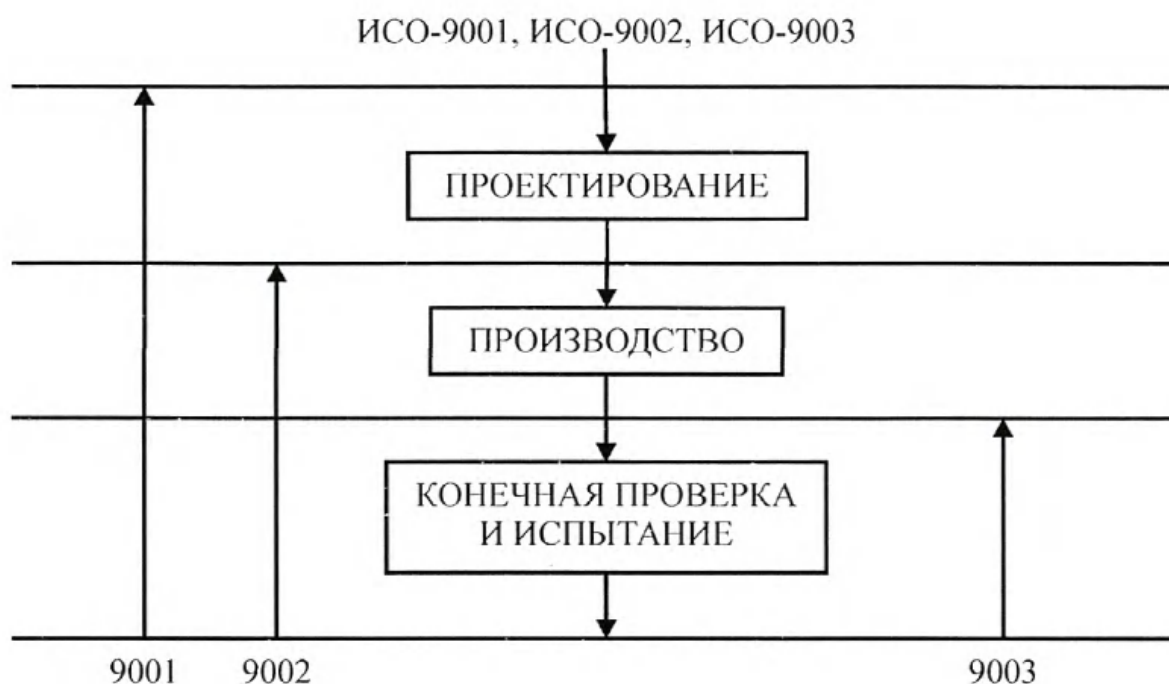 ИСО-9001, ИСО-9002, ИСО-9003
ПРОЕКТИРОВАНИЕ
ПРОИЗВОДСТВО
КОНЕЧНАЯ ПРОВЕРКА
И ИСПЫТАНИЕ
9001 9002 9003